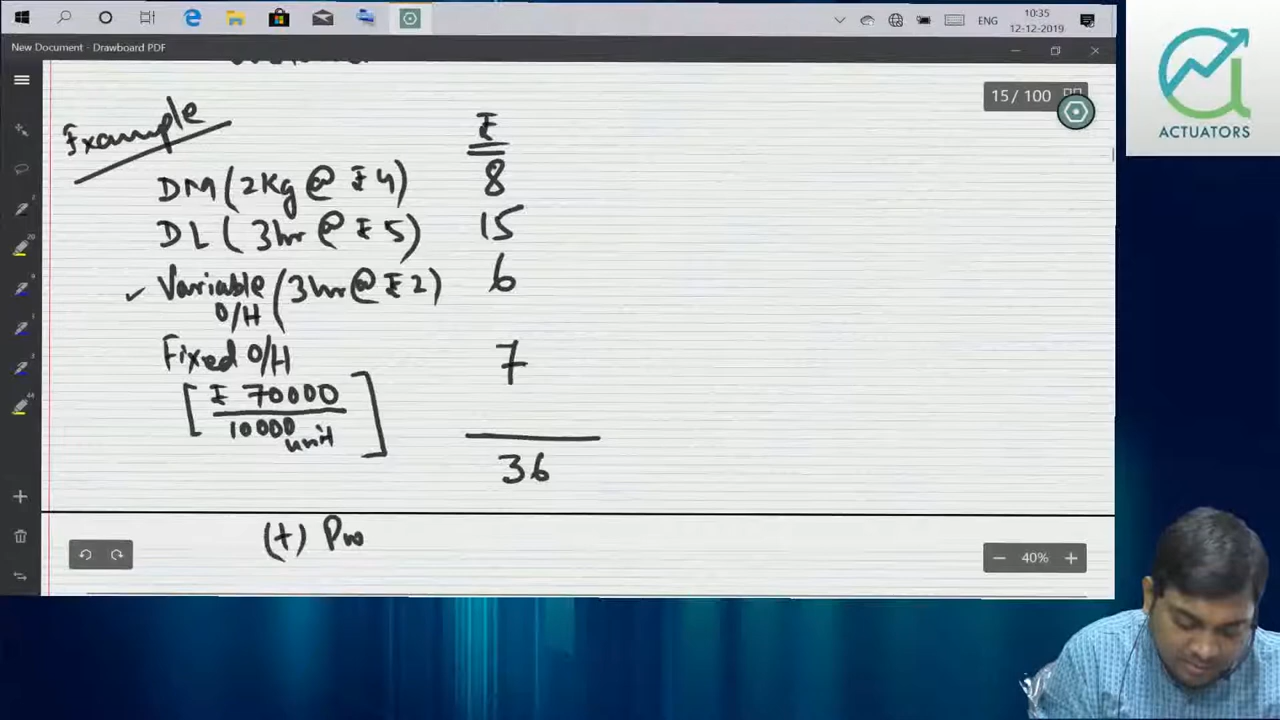 10:35
ENG
12-12-2019
New Document - Drawboard PDF
ACTUATORS
15 / 100
Example
₹
DM (2Kg @ ₹ 4) 8
DL ( 3hr @ ₹ 5) 15
Variable (3hr @ ₹ 2) 6
O/H
Fixed O/H 7
[ ₹ 70000
10000 unit ]
36
(+) Pro
40%